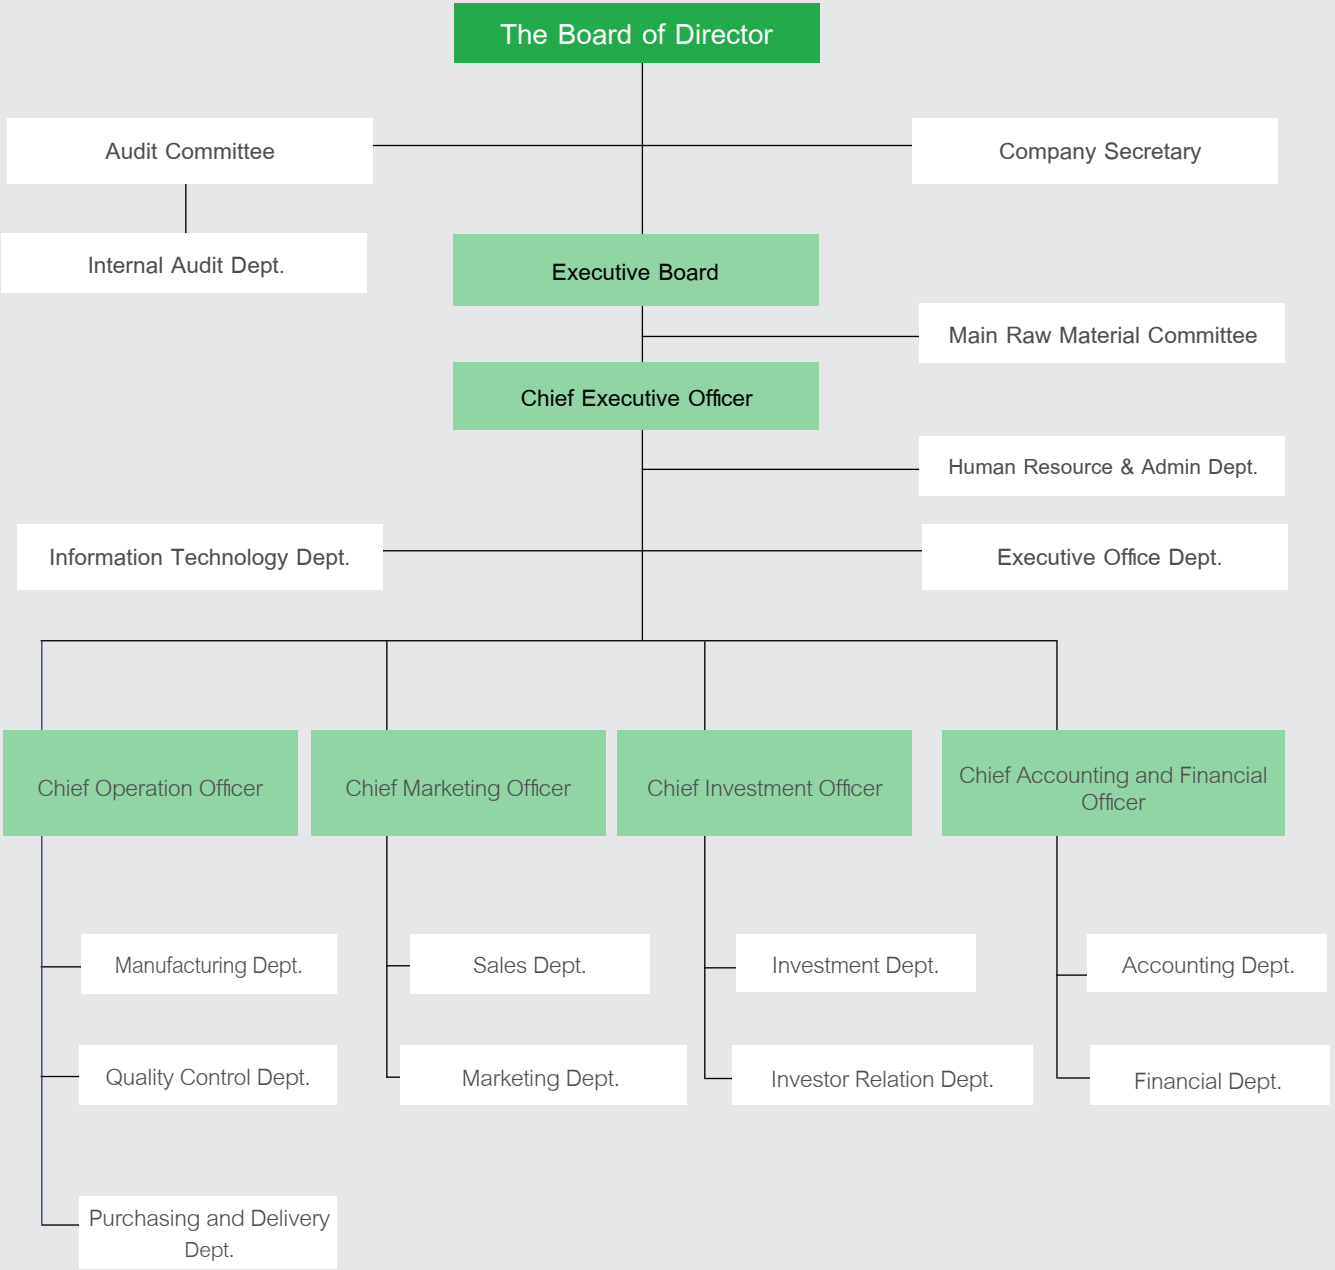 The Board of Director
Audit Committee
Company Secretary
Internal Audit Dept.
Executive Board
Main Raw Material Committee
Chief Executive Officer
Human Resource & Admin Dept.
Information Technology Dept.
Executive Office Dept.
Chief Operation Officer
Chief Marketing Officer
Chief Investment Officer
Chief Accounting and Financial
Officer
Manufacturing Dept.
Sales Dept.
Investment Dept.
Accounting Dept.
Quality Control Dept.
Marketing Dept.
Investor Relation Dept.
Financial Dept.
Purchasing and Delivery
Dept.